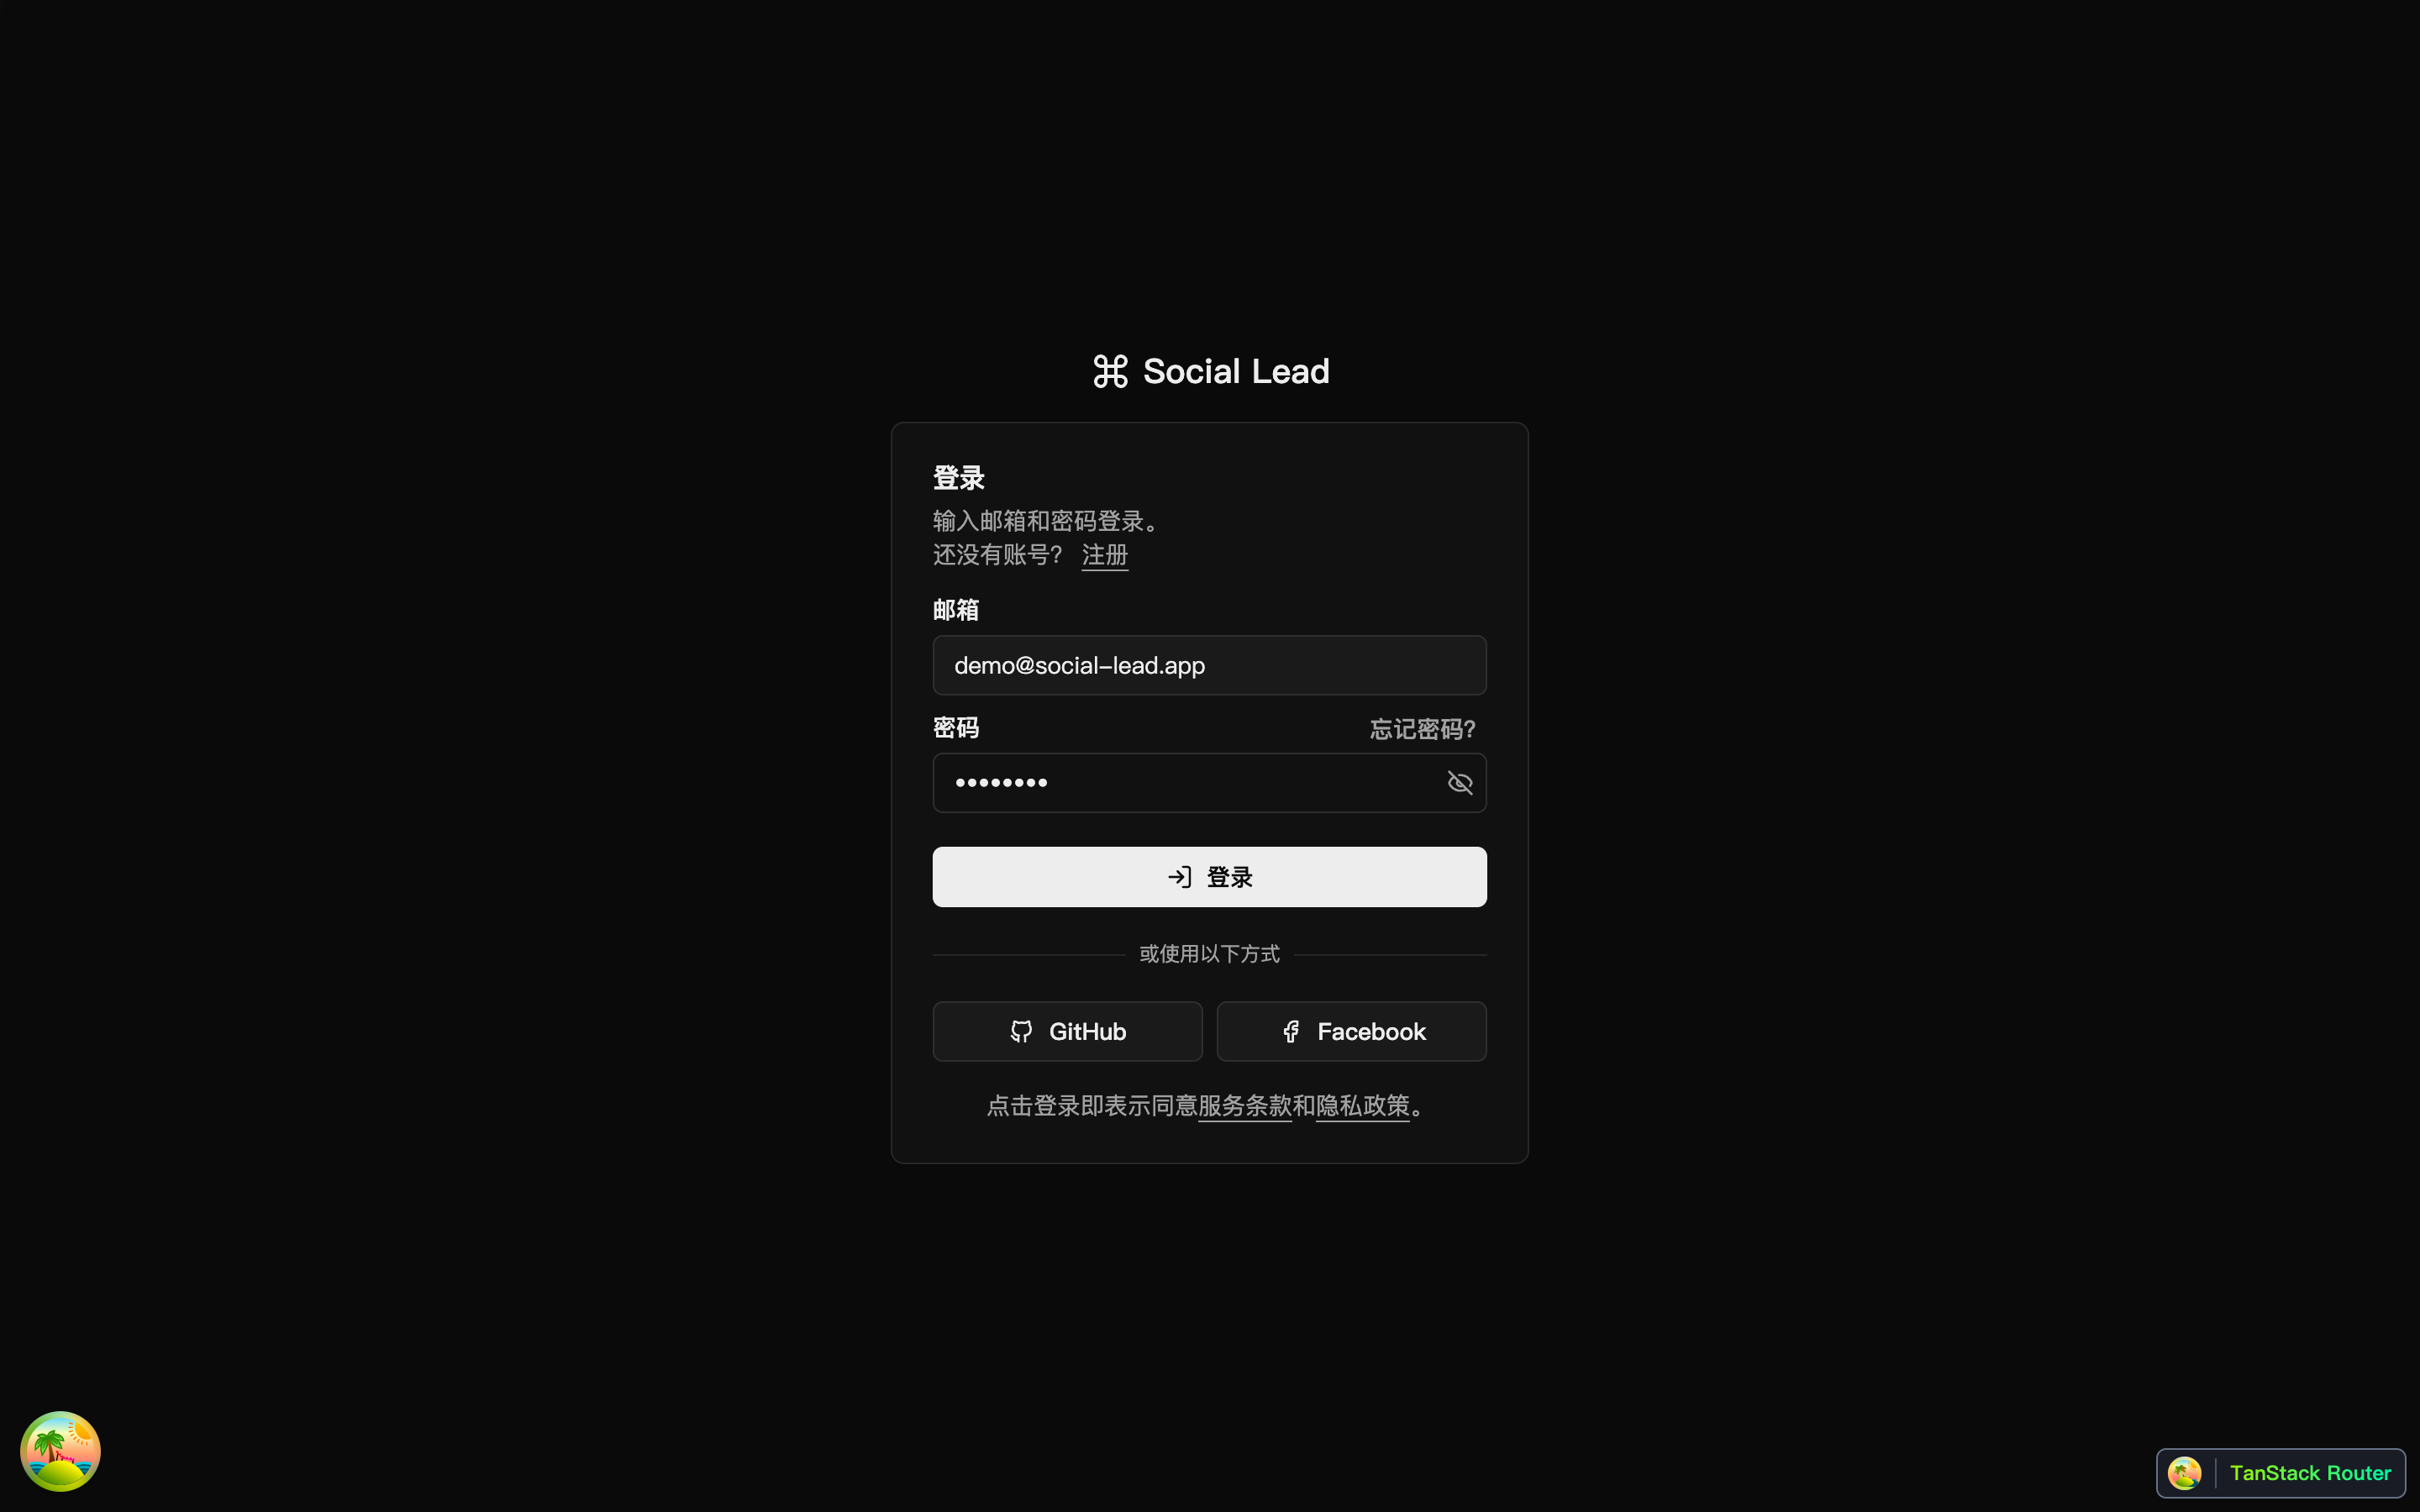 Social Lead
登录
输入邮箱和密码登录。
还没有账号? 注册
邮箱
demo@social-lead.app
密码 忘记密码?
••••••••
登录
或使用以下方式
GitHub Facebook
点击登录即表示同意服务条款和隐私政策。
TanStack Router